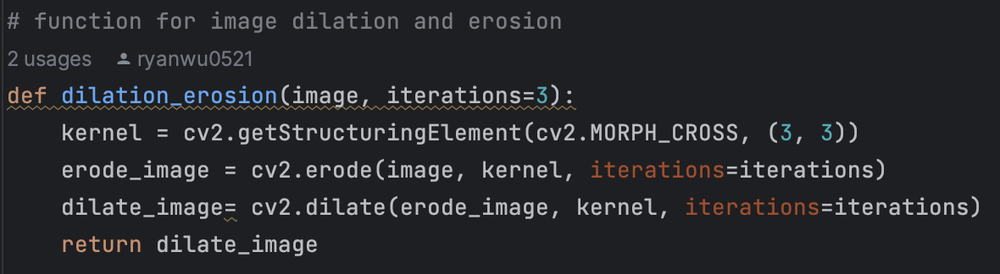 # function for image dilation and erosion
2 usages ryanwu0521
def dilation_erosion(image, iterations=3):
    kernel = cv2.getStructuringElement(cv2.MORPH_CROSS, (3, 3))
    erode_image = cv2.erode(image, kernel, iterations=iterations)
    dilate_image= cv2.dilate(erode_image, kernel, iterations=iterations)
    return dilate_image